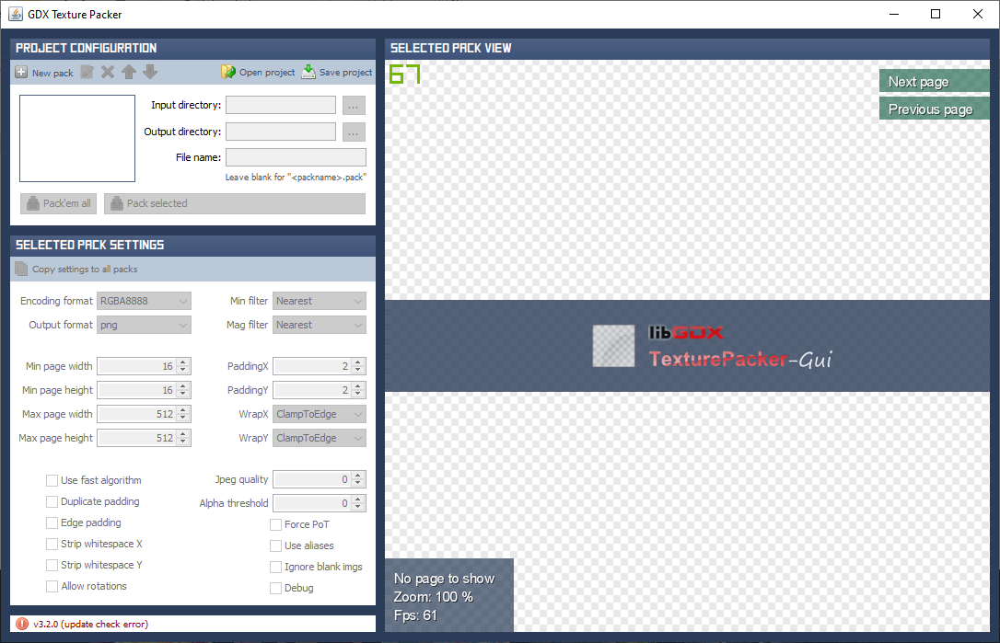 GDX Texture Packer
PROJECT CONFIGURATION
New pack
Open project
Save project
Input directory:
...
Output directory:
...
File name:
Leave blank for "<packname>.pack"
Pack'em all
Pack selected
SELECTED PACK SETTINGS
Copy settings to all packs
Encoding format RGBA8888
Min filter Nearest
Output format png
Mag filter Nearest
Min page width 16
PaddingX 2
Min page height 16
PaddingY 2
Max page width 512
WrapX ClampToEdge
Max page height 512
WrapY ClampToEdge
Use fast algorithm
Duplicate padding
Edge padding
Strip whitespace X
Strip whitespace Y
Allow rotations
Jpeg quality 0
Alpha threshold 0
Force PoT
Use aliases
Ignore blank imgs
Debug
v3.2.0 (update check error)
SELECTED PACK VIEW
67
Next page
Previous page
libGDX
TexturePacker-Gui
No page to show
Zoom: 100 %
Fps: 61